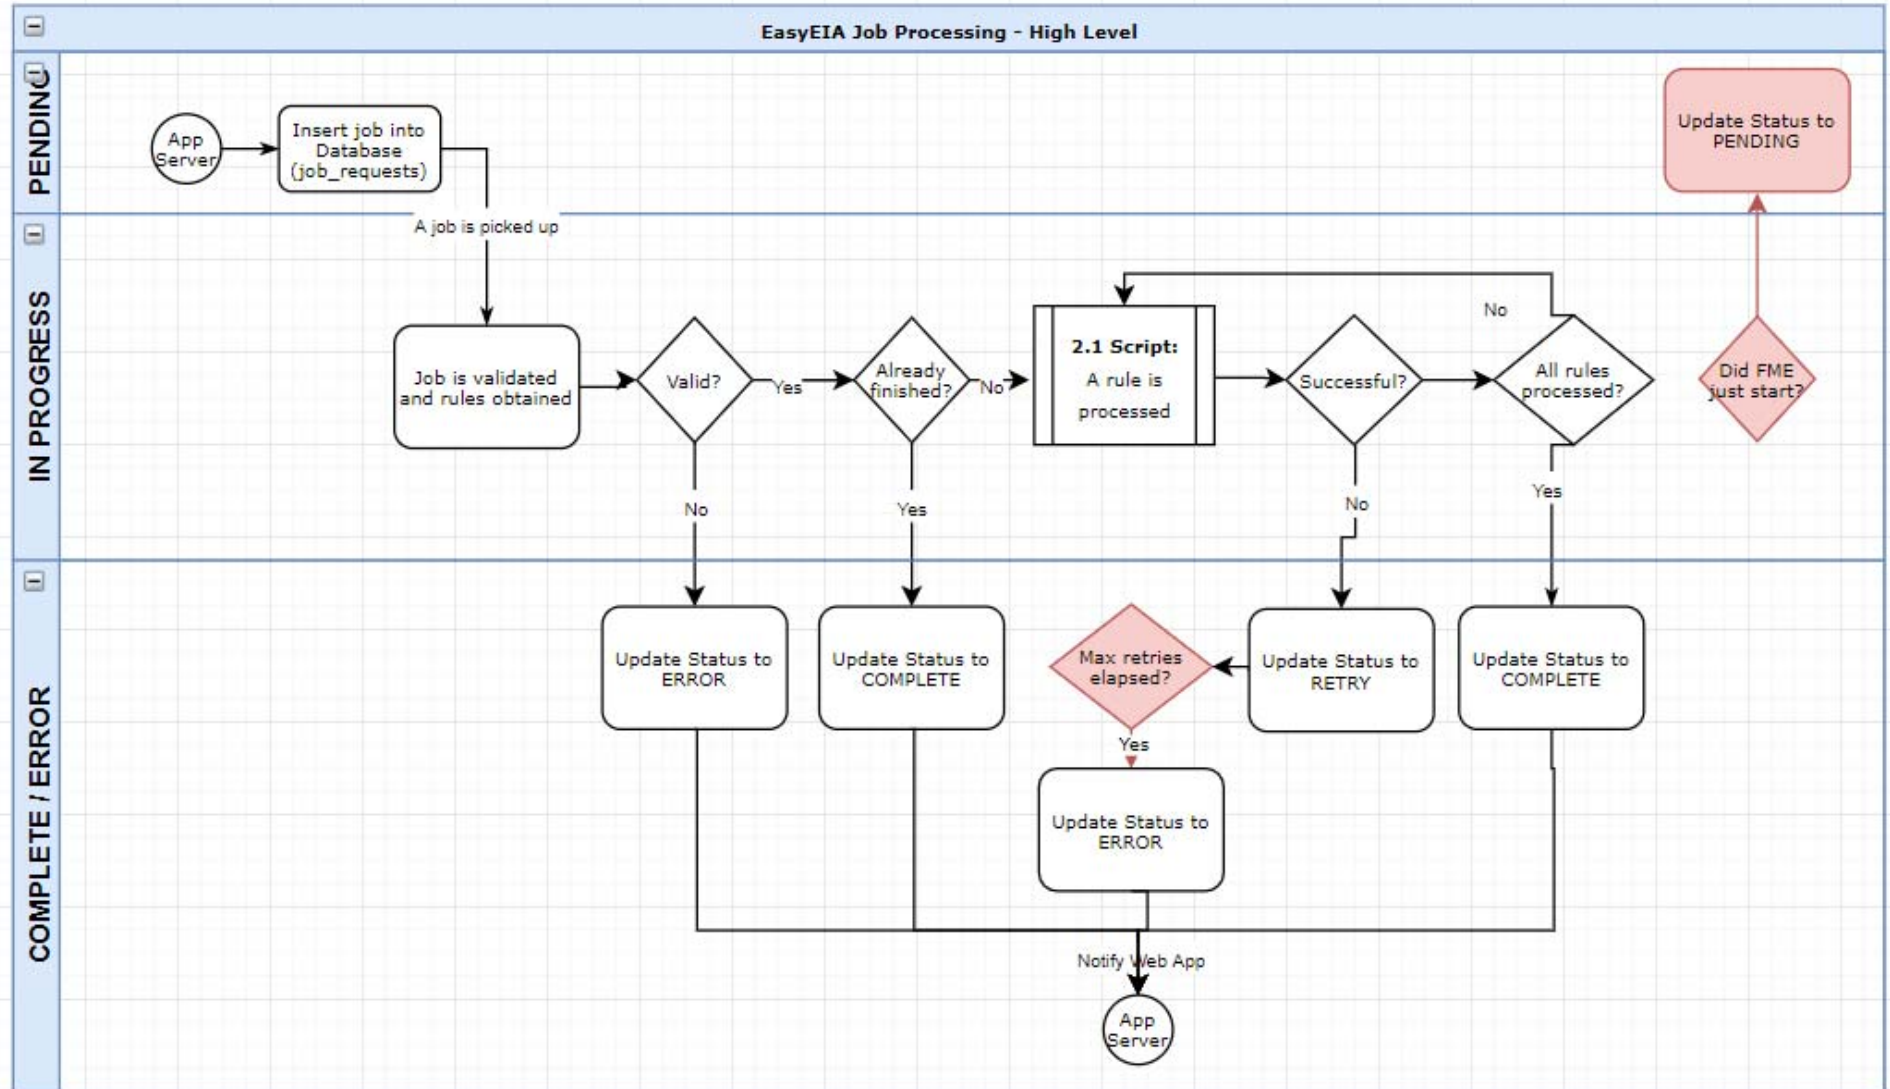 EasyEIA Job Processing - High Level
PENDING
App
Server
Insert job into
Database
(job_requests)
Update Status to
PENDING
A job is picked up
IN PROGRESS
Job is validated
and rules obtained
Valid?
Yes
Already
finished?
No
2.1 Script:
A rule is
processed
Successful?
No
All rules
processed?
Did FME
just start?
No
Yes
No
Yes
COMPLETE / ERROR
Update Status to
ERROR
Update Status to
COMPLETE
Max retries
elapsed?
Update Status to
RETRY
Update Status to
COMPLETE
Yes
Update Status to
ERROR
Notify Web App
App
Server